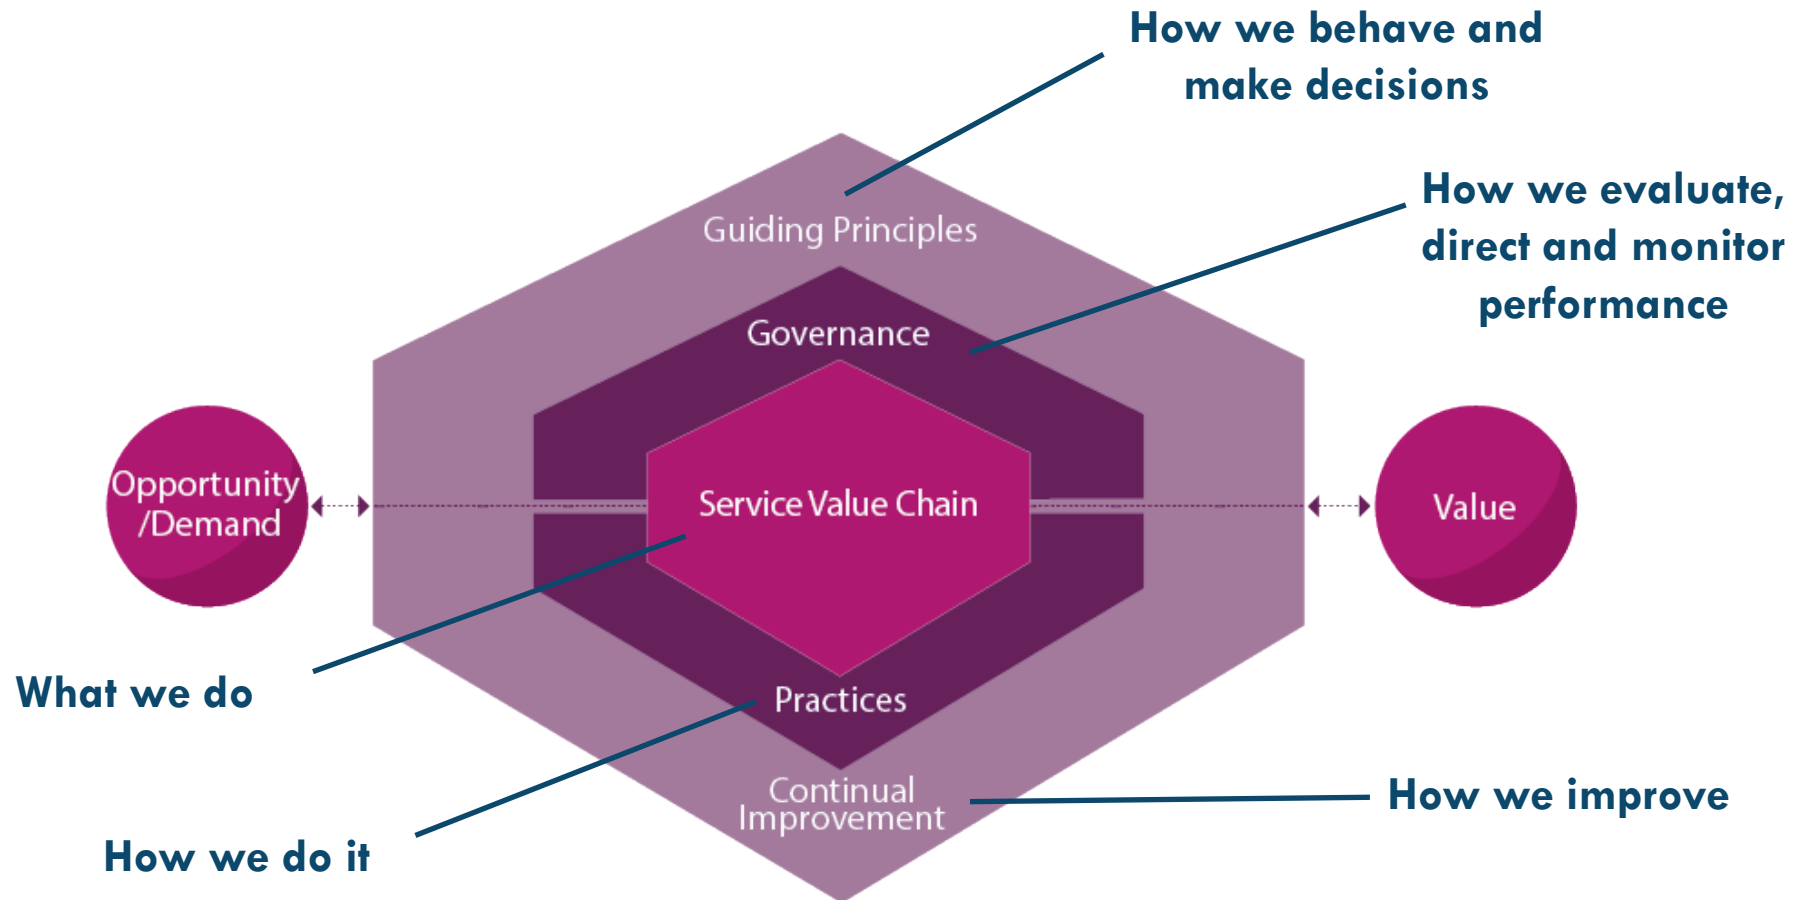 How we behave and
make decisions
How we evaluate,
direct and monitor
performance
Guiding Principles
Governance
Opportunity
/Demand
Service Value Chain
Value
What we do
Practices
Continual
Improvement
How we improve
How we do it